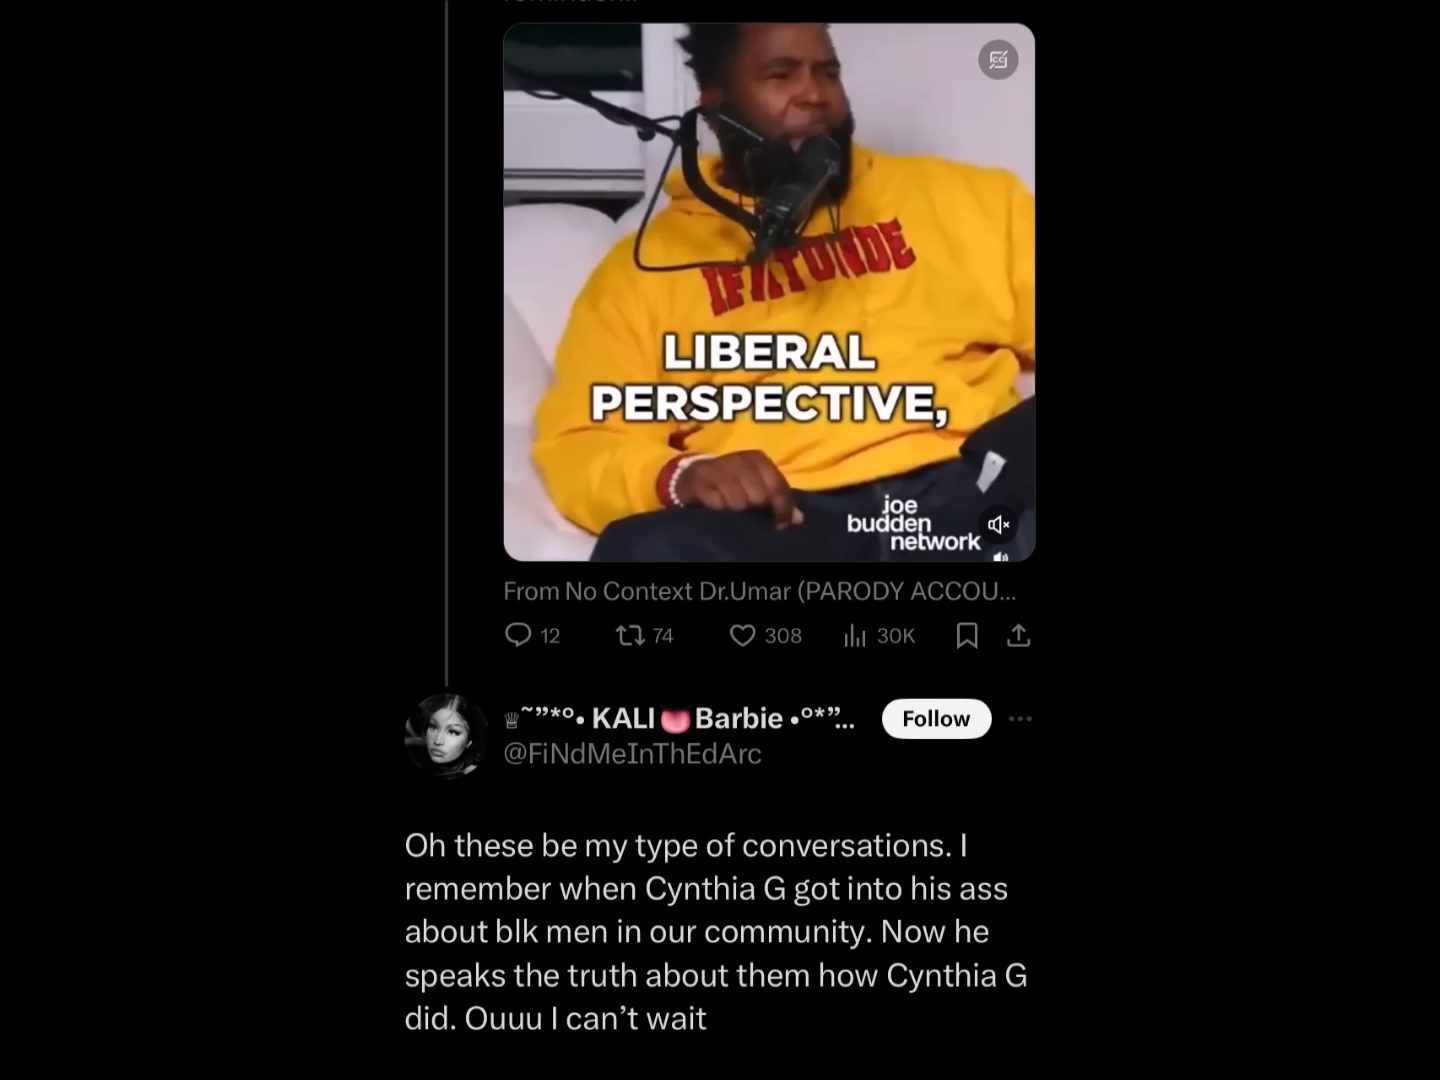 IFATUNDE
LIBERAL
PERSPECTIVE,
joe
budden
network
From No Context Dr.Umar (PARODY ACCOU...
12 74 308 30K
♕˜”*°• KALI👅Barbie •°*”...
Follow
@FiNdMeInThEdArc
Oh these be my type of conversations. I
remember when Cynthia G got into his ass
about blk men in our community. Now he
speaks the truth about them how Cynthia G
did. Ouuu I can’t wait